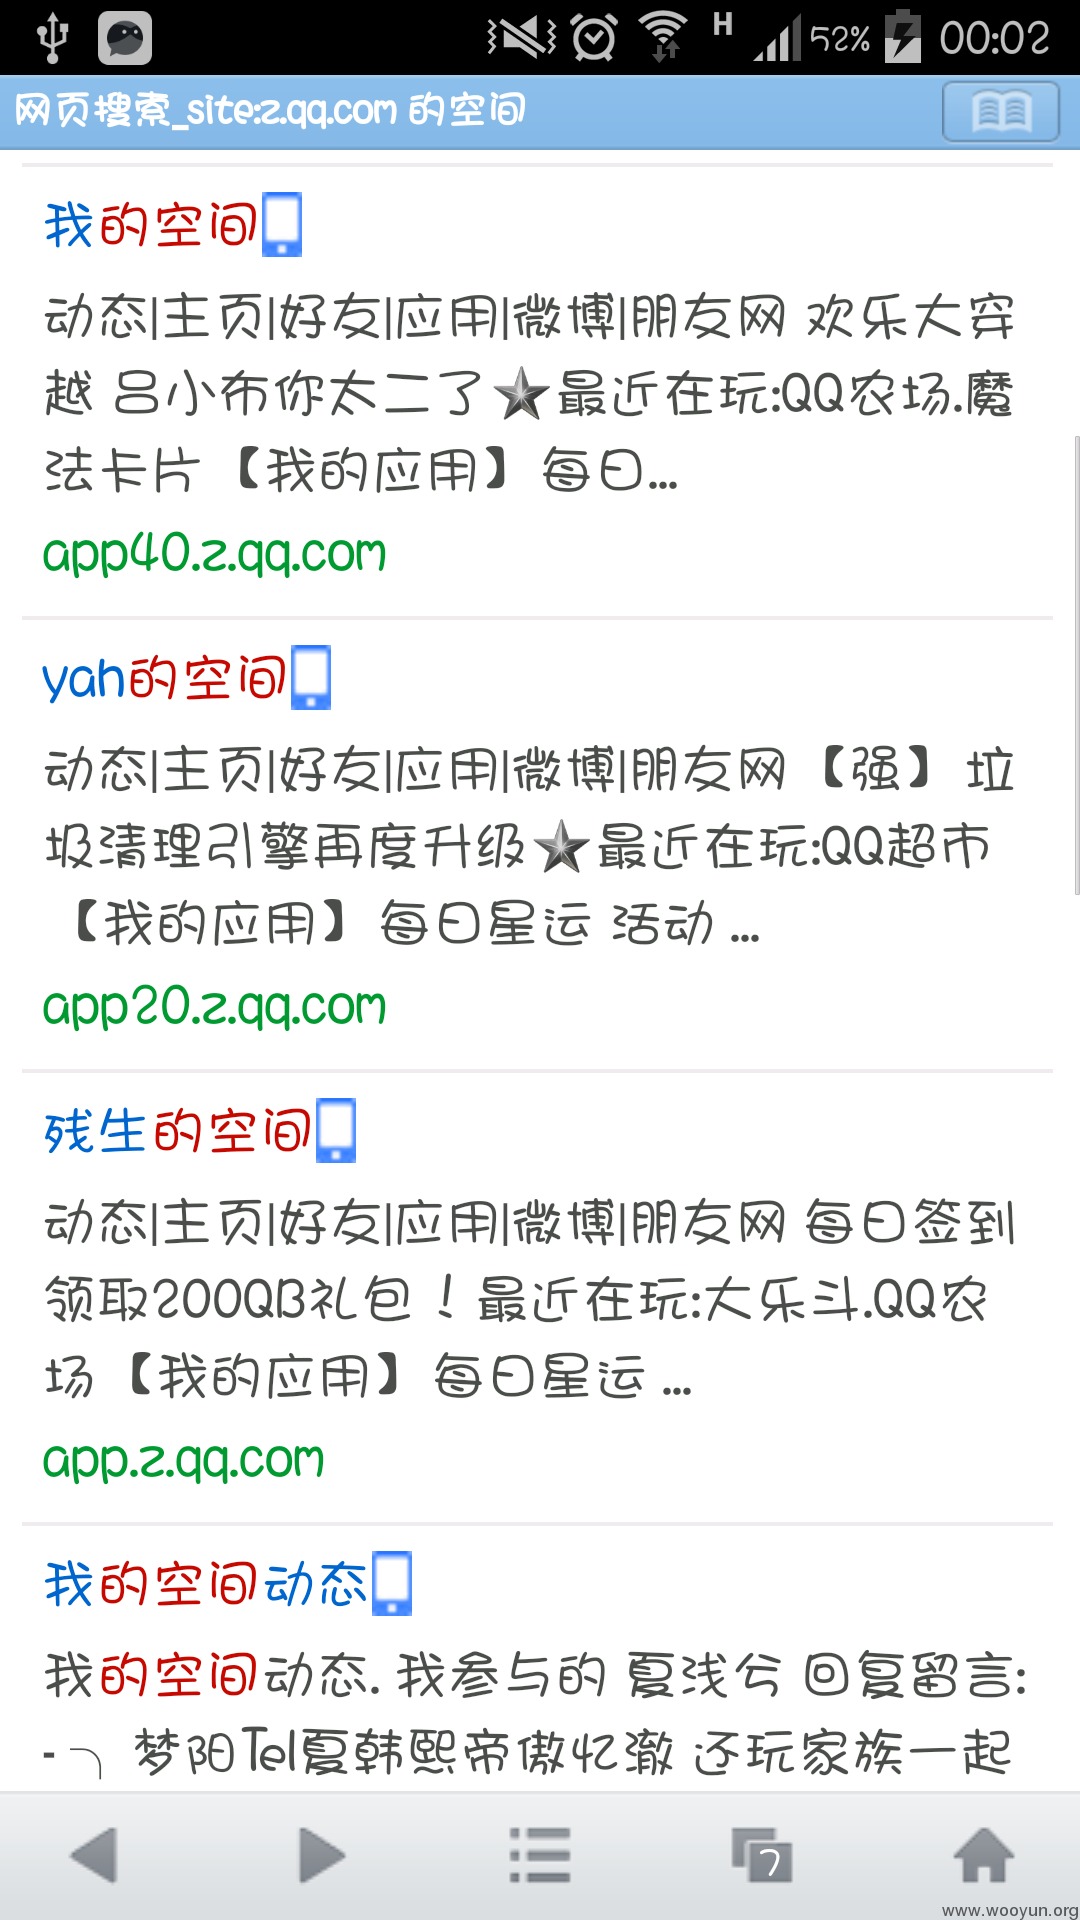 H 52% 00:02
网页搜索_site:z.qq.com 的空间
我的空间
动态|主页|好友|应用|微博|朋友网 欢乐大穿
越 吕小布你太二了★最近在玩:QQ农场.魔
法卡片 【我的应用】 每日...
app40.z.qq.com
yah的空间
动态|主页|好友|应用|微博|朋友网 【强】 垃
圾清理引擎再度升级★最近在玩:QQ超市
【我的应用】 每日星运 活动 ...
app20.z.qq.com
残生的空间
动态|主页|好友|应用|微博|朋友网 每日签到
领取200QB礼包！最近在玩:大乐斗.QQ农
场 【我的应用】 每日星运 ...
app.z.qq.com
我的空间动态
我的空间动态. 我参与的 夏浅兮 回复留言:
-╮ 梦阳Tel夏韩熙帝傲忆澈 还玩家族一起
7
www.wooyun.org